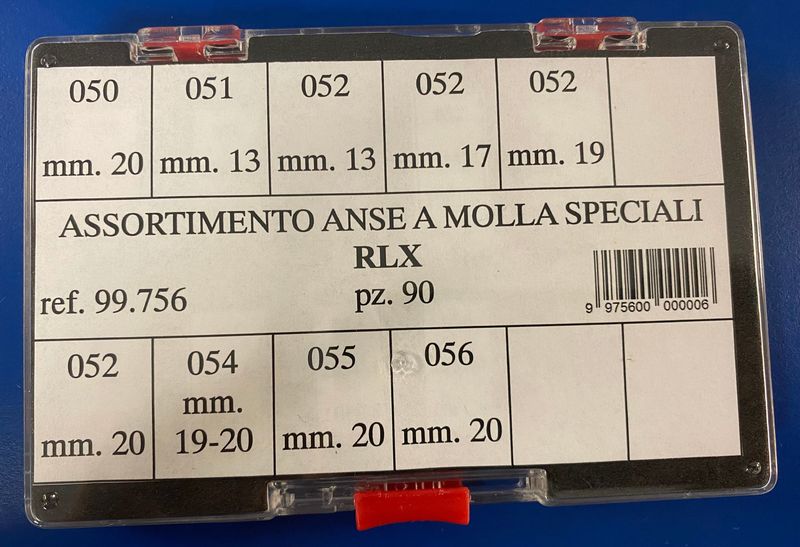 050 051 052 052 052
mm. 20 mm. 13 mm. 13 mm. 17 mm. 19
ASSORTIMENTO ANSE A MOLLA SPECIALI
RLX
ref. 99.756 pz. 90
9 975600 000006
052 054 055 056
mm.
mm. 20 19-20 mm. 20 mm. 20